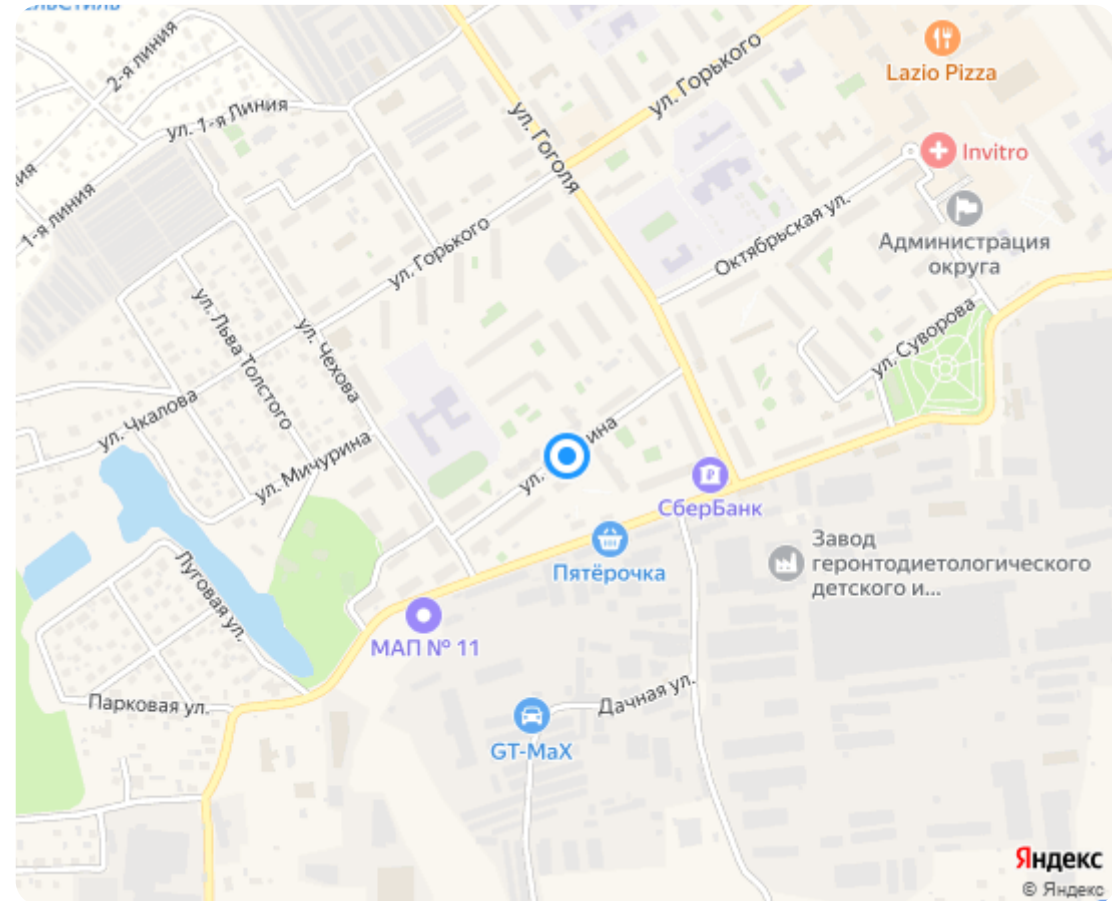 2-я линия
ул. Горького
Lazio Pizza
ул. 1-я Линия
ул. Гоголя
Invitro
1-я линия
Октябрьская ул.
Администрация
округа
ул. Горького
ул. Льва Толстого
ул. Чехова
ул. Суворова
ул. Чкалова
ул. Мичурина
ул.
СберБанк
Пятёрочка
Завод
геронтодиетологического
детского и...
Луговая ул.
МАП № 11
Парковая ул.
Дачная ул.
GT-MaX
Яндекс
© Яндекс